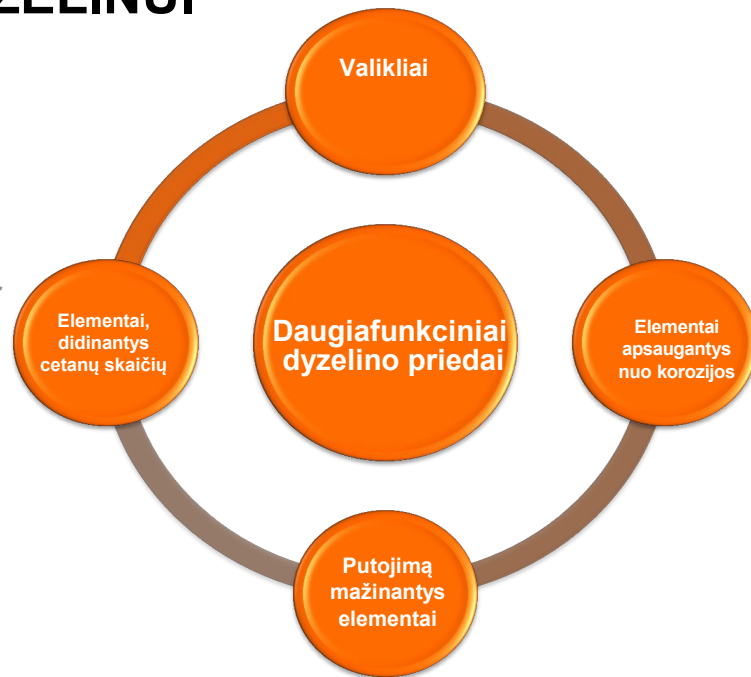 Valikliai
Elementai,
didinantys
cetanų skaičių
Daugiafunkciniai
dyzelino priedai
Elementai
apsaugantys
nuo korozijos
Putojimą
mažinantys
elementai